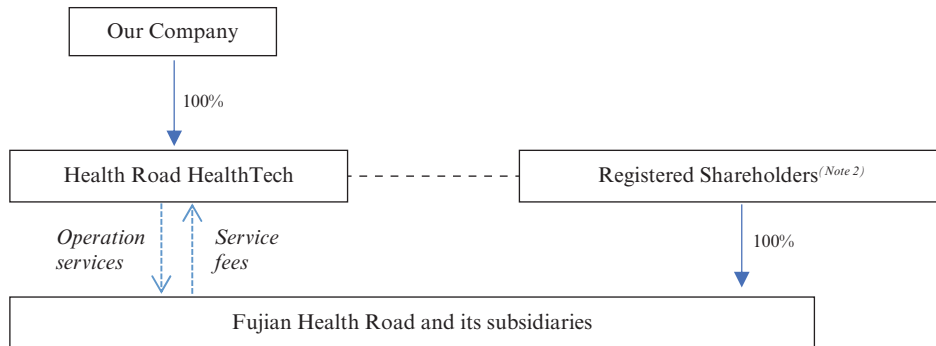 Our Company
100%
Health Road HealthTech
Registered Shareholders(Note 2)
Operation
services
Service
fees
100%
Fujian Health Road and its subsidiaries